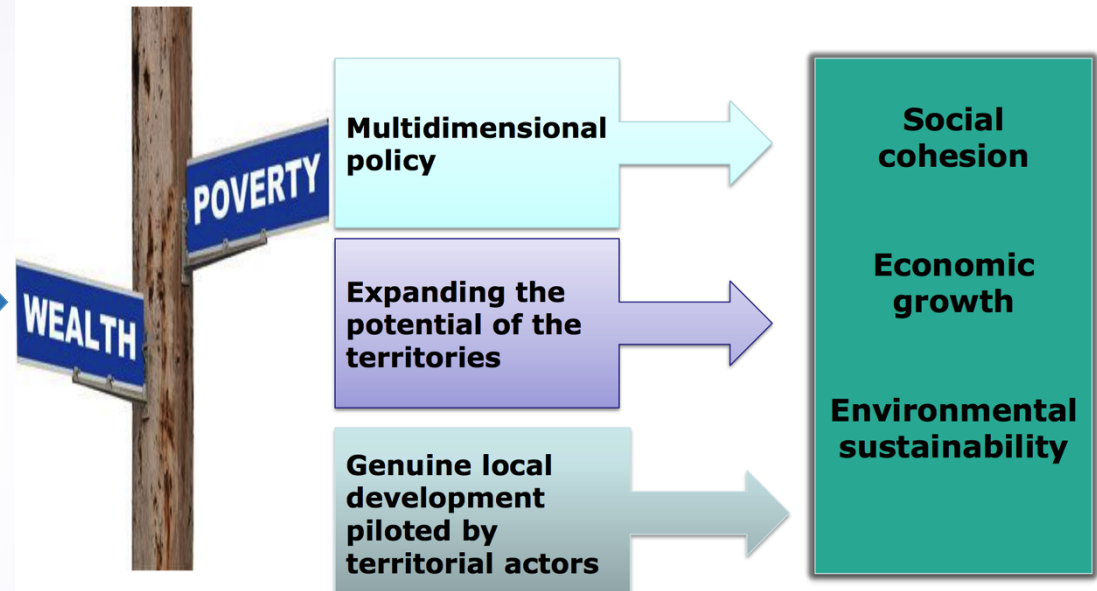 POVERTY
WEALTH
Multidimensional
policy
Expanding the
potential of the
territories
Genuine local
development
piloted by
territorial actors
Social
cohesion
Economic
growth
Environmental
sustainability